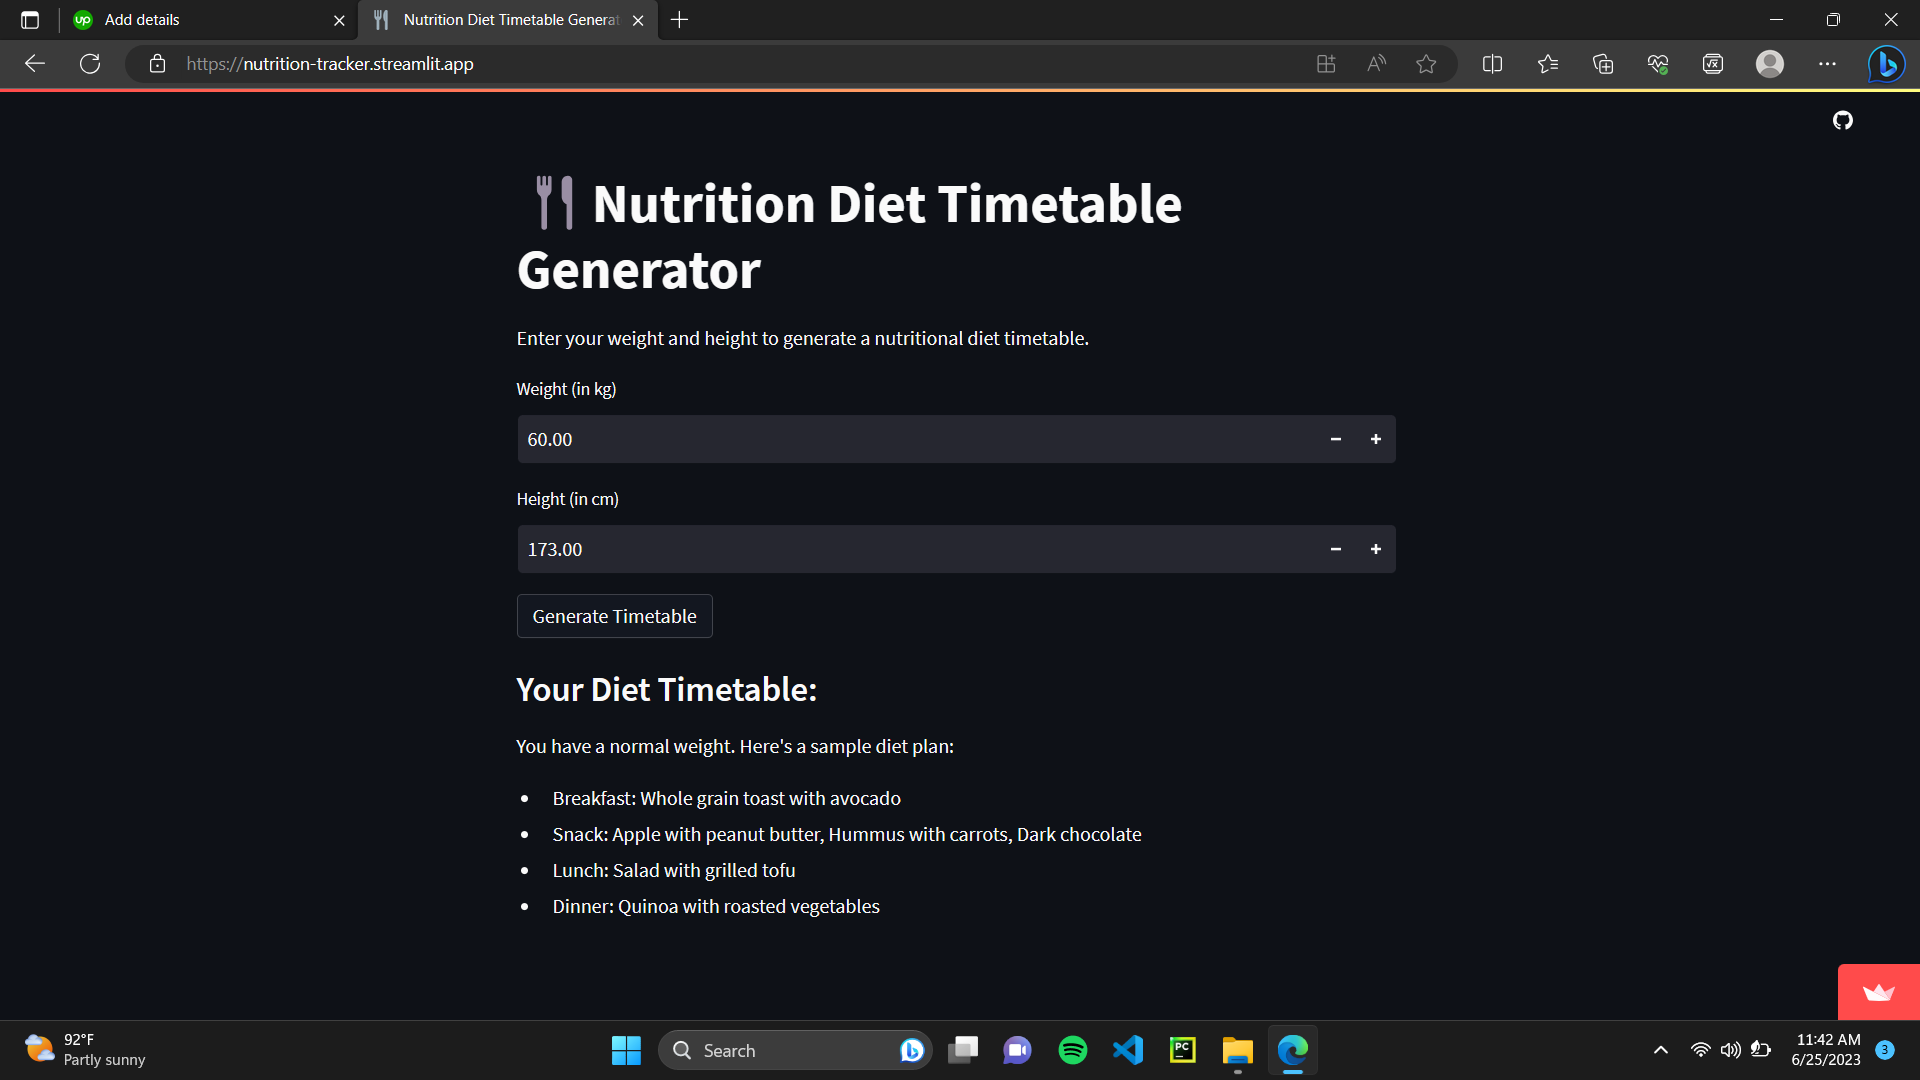 Add details
Nutrition Diet Timetable Generat
https://nutrition-tracker.streamlit.app
Nutrition Diet Timetable
Generator
Enter your weight and height to generate a nutritional diet timetable.
Weight (in kg)
60.00
Height (in cm)
173.00
Generate Timetable
Your Diet Timetable:
You have a normal weight. Here's a sample diet plan:
• Breakfast: Whole grain toast with avocado
• Snack: Apple with peanut butter, Hummus with carrots, Dark chocolate
• Lunch: Salad with grilled tofu
• Dinner: Quinoa with roasted vegetables
92°F
Partly sunny
Search
PC
11:42 AM
6/25/2023
3